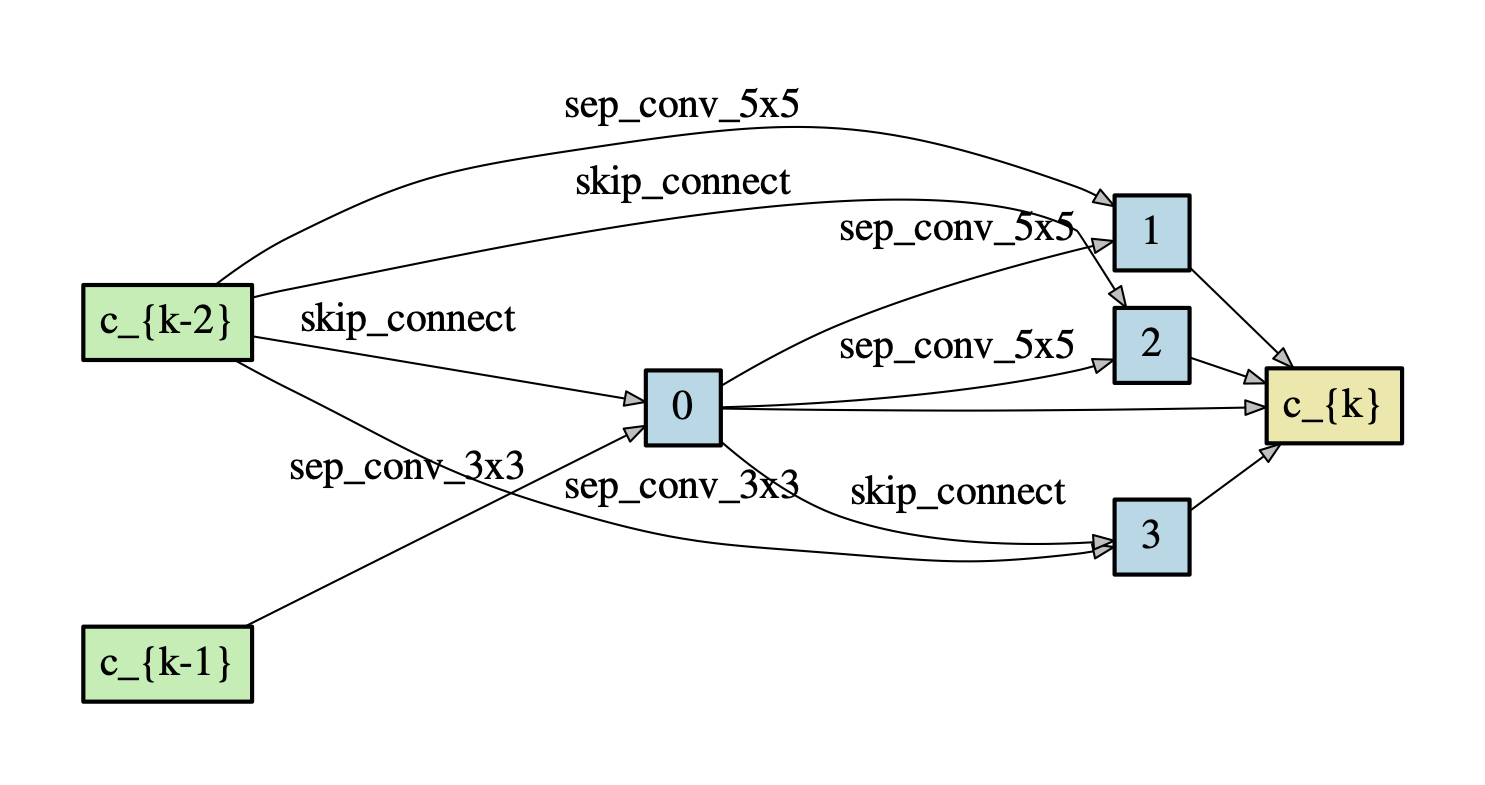 sep_conv_5x5
skip_connect
sep_conv_5x5
1
c_{k-2}
skip_connect
sep_conv_5x5
2
0
c_{k}
sep_conv_3x3
sep_conv_3x3
skip_connect
3
c_{k-1}